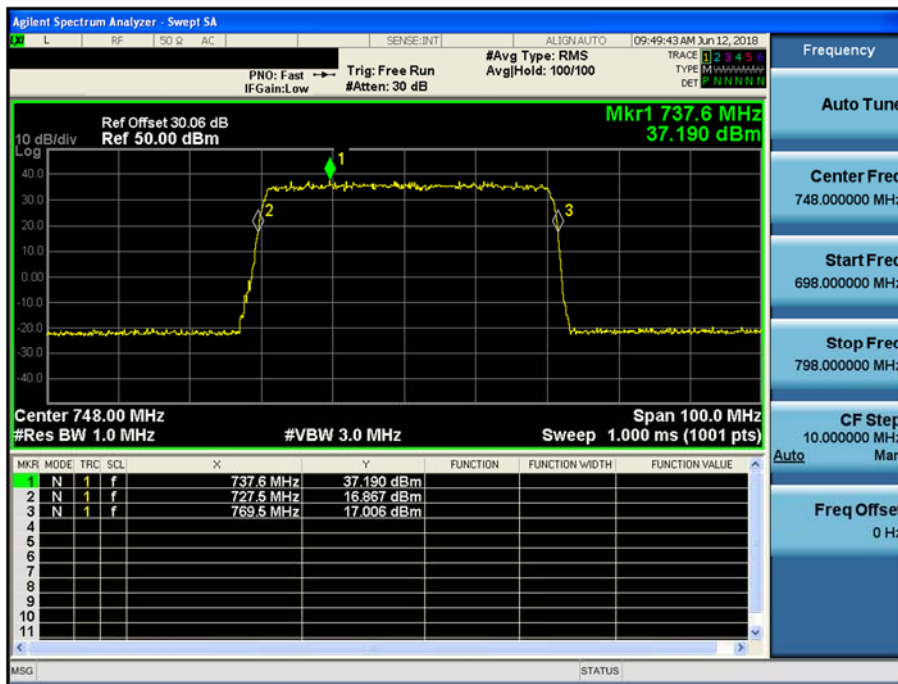 Agilent Spectrum Analyzer - Swept SA
LXI L RF 50 Ω AC SENSE:INT ALIGNAUTO 09:49:43 AM Jun 12, 2018
Frequency
PNO: Fast
IFGain:Low
Trig: Free Run
#Atten: 30 dB
#Avg Type: RMS
Avg|Hold: 100/100
TRACE 1 2 3 4 5 6
TYPE M W W W W W
DET P N N N N N
Auto Tune
Mkr1 737.6 MHz
37.190 dBm
Ref Offset 30.06 dB
Ref 50.00 dBm
10 dB/div
Log
40.0
30.0
20.0
10.0
0.00
-10.0
-20.0
-30.0
-40.0
1
2
3
Center Freq
748.000000 MHz
Start Freq
698.000000 MHz
Stop Freq
798.000000 MHz
Center 748.00 MHz Span 100.0 MHz
#Res BW 1.0 MHz #VBW 3.0 MHz Sweep 1.000 ms (1001 pts)
CF Step
10.000000 MHz
Auto Man
Freq Offset
0 Hz
MKR MODE TRC SCL X Y FUNCTION FUNCTION WIDTH FUNCTION VALUE
1 N 1 f 737.6 MHz 37.190 dBm
2 N 1 f 727.5 MHz 16.867 dBm
3 N 1 f 769.5 MHz 17.006 dBm
4
5
6
7
8
9
10
11
MSG STATUS